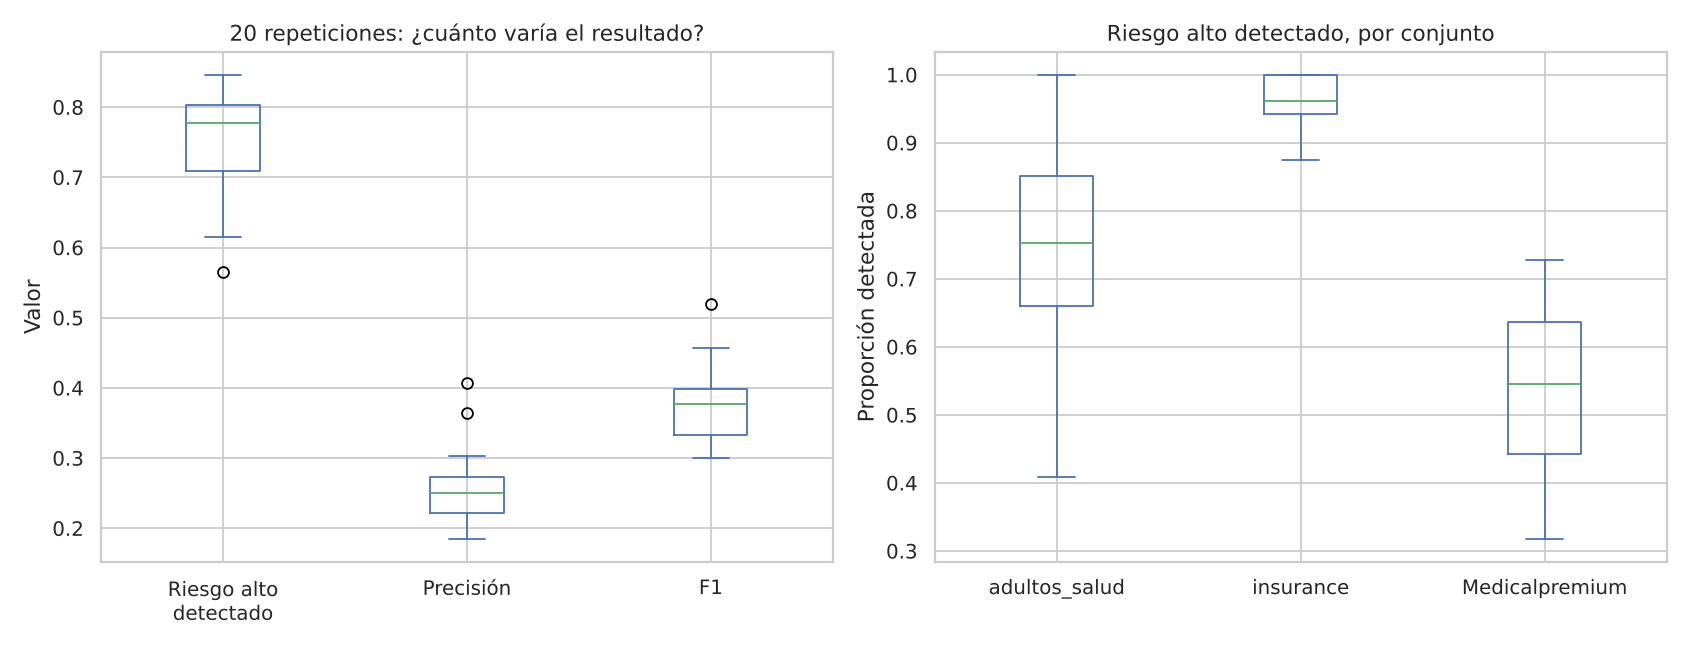 20 repeticiones: ¿cuánto varía el resultado?
Valor
0.8
0.7
0.6
0.5
0.4
0.3
0.2
Riesgo alto
detectado
Precisión
F1
Riesgo alto detectado, por conjunto
Proporción detectada
1.0
0.9
0.8
0.7
0.6
0.5
0.4
0.3
adultos_salud
insurance
Medicalpremium